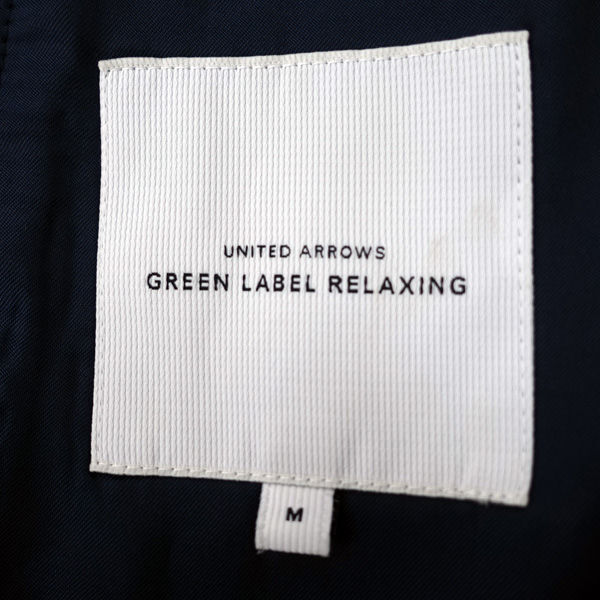 UNITED ARROWS
GREEN LABEL RELAXING
M